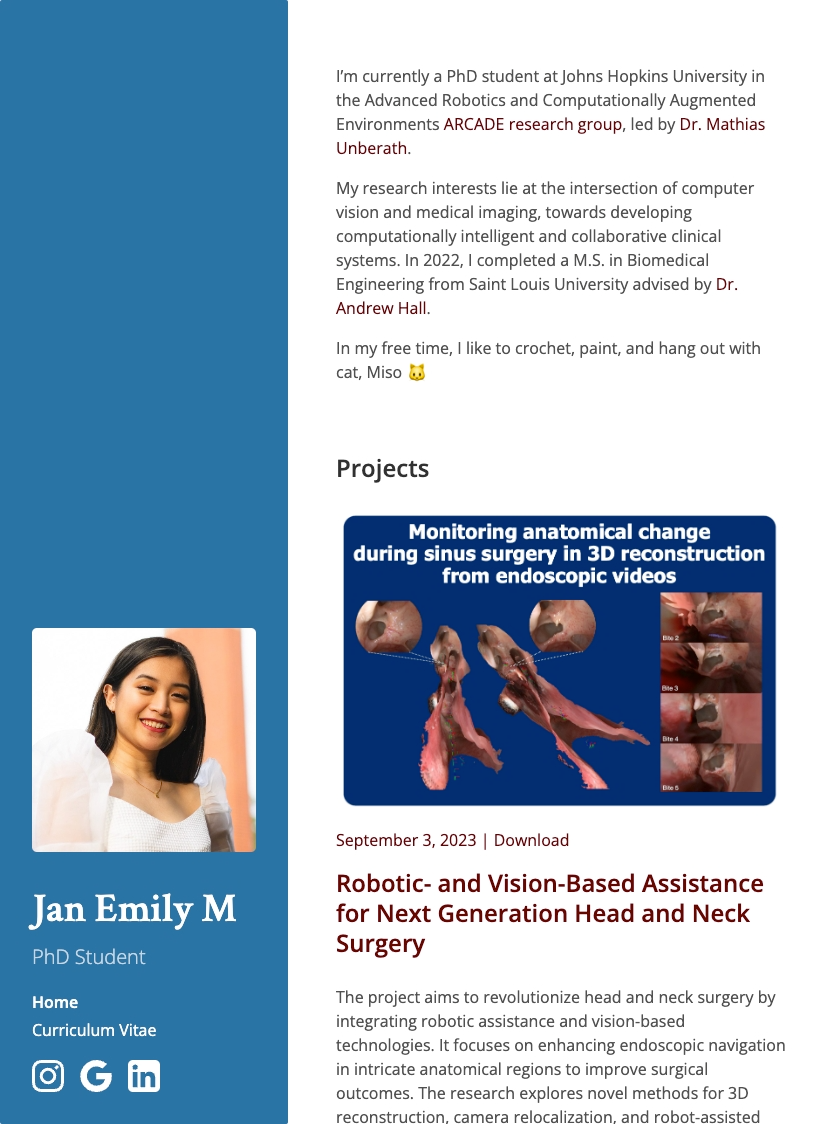 I’m currently a PhD student at Johns Hopkins University in
the Advanced Robotics and Computationally Augmented
Environments ARCADE research group, led by Dr. Mathias
Unberath.
My research interests lie at the intersection of computer
vision and medical imaging, towards developing
computationally intelligent and collaborative clinical
systems. In 2022, I completed a M.S. in Biomedical
Engineering from Saint Louis University advised by Dr.
Andrew Hall.
In my free time, I like to crochet, paint, and hang out with
cat, Miso 🐱
Projects
Monitoring anatomical change
during sinus surgery in 3D reconstruction
from endoscopic videos
Bite 2
Bite 3
Bite 4
Bite 5
September 3, 2023 | Download
Robotic- and Vision-Based Assistance
for Next Generation Head and Neck
Surgery
The project aims to revolutionize head and neck surgery by
integrating robotic assistance and vision-based
technologies. It focuses on enhancing endoscopic navigation
in intricate anatomical regions to improve surgical
outcomes. The research explores novel methods for 3D
reconstruction, camera relocalization, and robot-assisted
Jan Emily M
PhD Student
Home
Curriculum Vitae